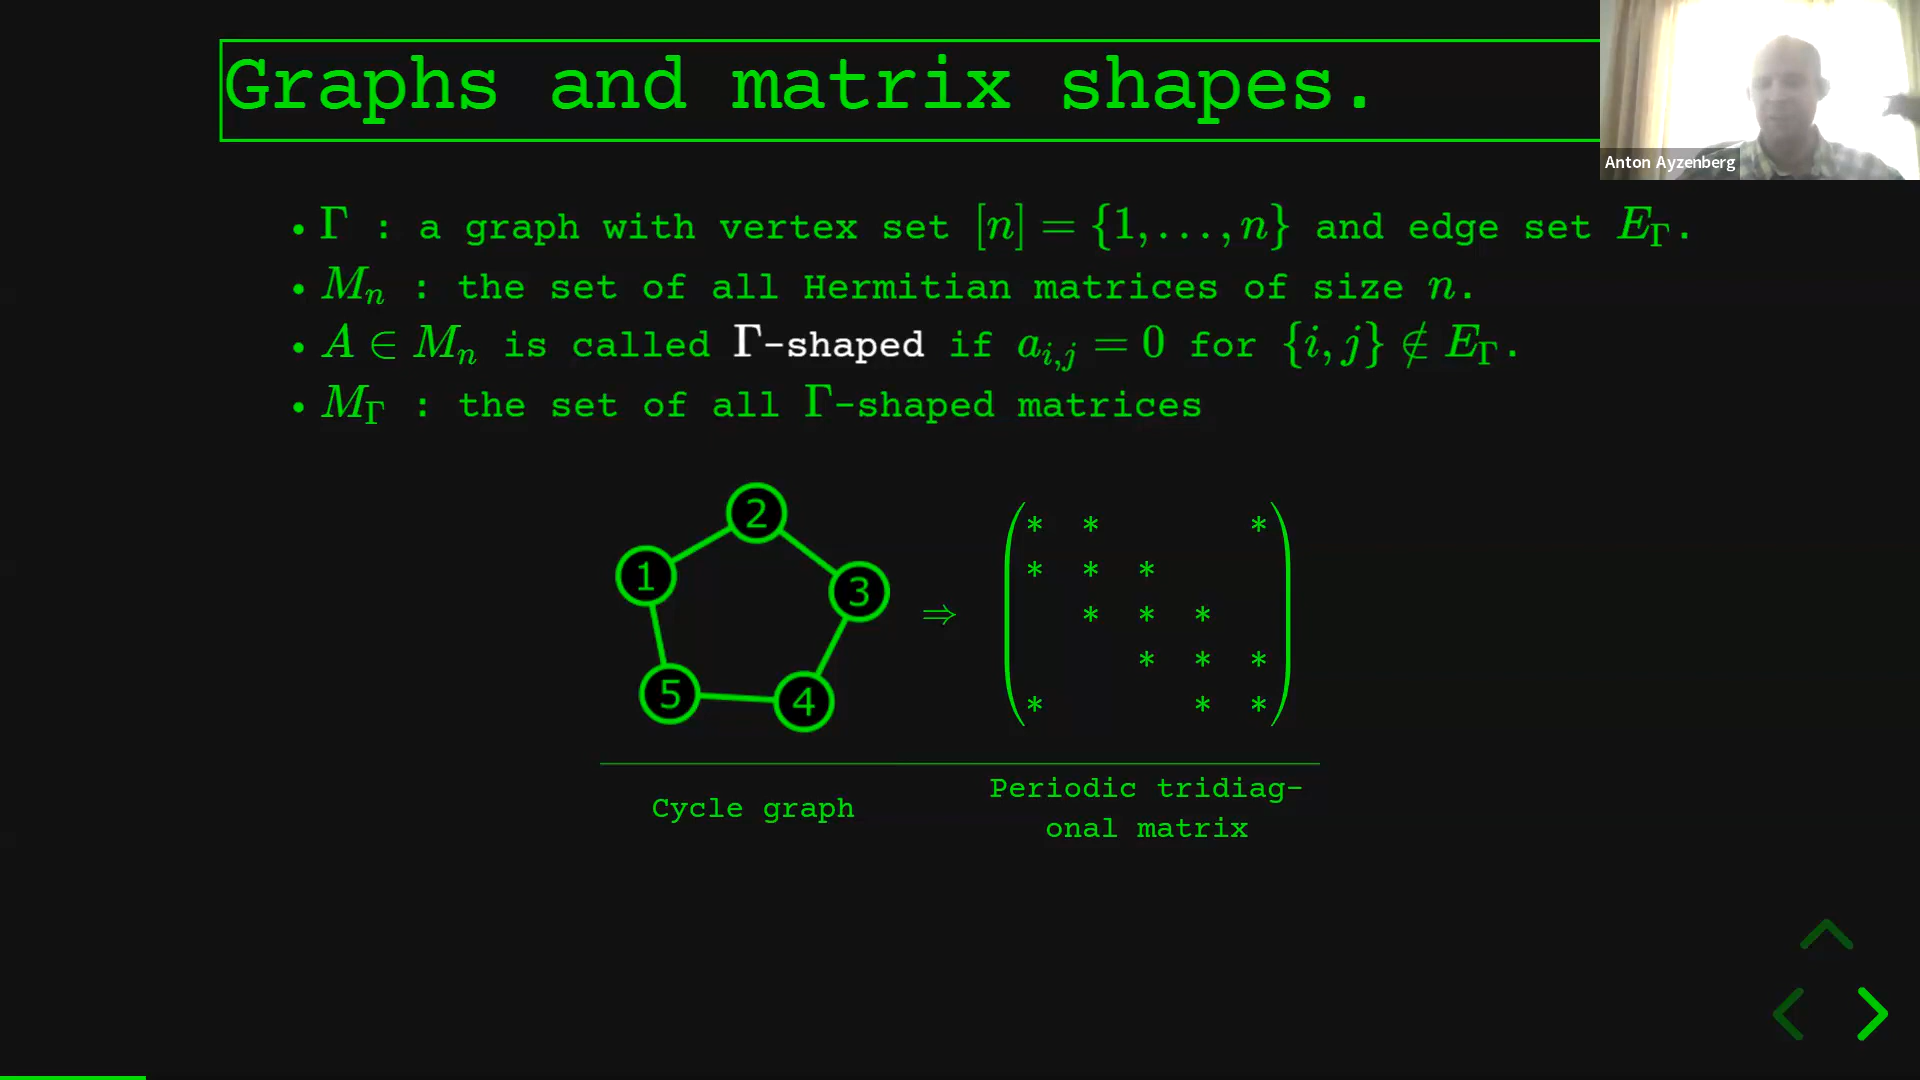 Graphs and matrix shapes.
Anton Ayzenberg
• Γ : a graph with vertex set [n] = {1, . . . , n} and edge set E_Γ.
• M_n : the set of all Hermitian matrices of size n.
• A ∈ M_n is called Γ-shaped if a_{i,j} = 0 for {i, j} ∉ E_Γ.
• M_Γ : the set of all Γ-shaped matrices
2
1
3
5
4
⇒
* * *
* * *
* * *
* * *
* * *
Cycle graph
Periodic tridiag-
onal matrix